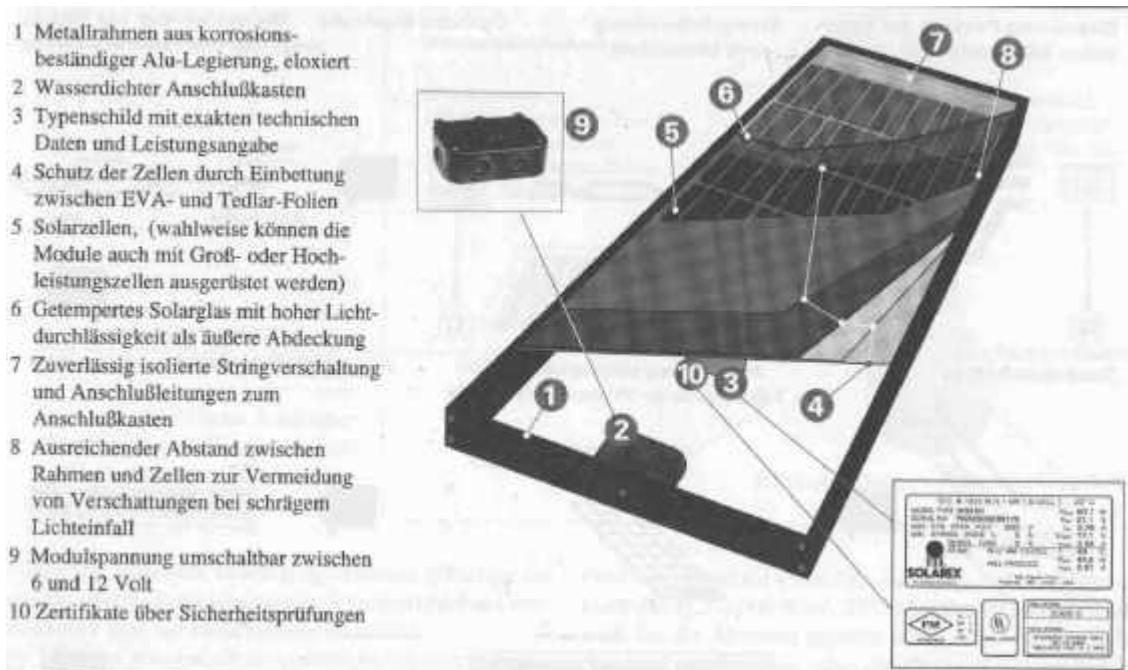 1 Metallrahmen aus korrosions-
beständiger Alu-Legierung, eloxiert
2 Wasserdichter Anschlußkasten
3 Typenschild mit exakten technischen
Daten und Leistungsangabe
4 Schutz der Zellen durch Einbettung
zwischen EVA- und Tedlar-Folien
5 Solarzellen, (wahlweise können die
Module auch mit Groß- oder Hoch-
leistungszellen ausgerüstet werden)
6 Getempertes Solarglas mit hoher Licht-
durchlässigkeit als äußere Abdeckung
7 Zuverlässig isolierte Stringverschaltung
und Anschlußleitungen zum
Anschlußkasten
8 Ausreichender Abstand zwischen
Rahmen und Zellen zur Vermeidung
von Verschattungen bei schrägem
Lichteinfall
9 Modulspannung umschaltbar zwischen
6 und 12 Volt
10 Zertifikate über Sicherheitsprüfungen
7
8
6
9
5
10
3
4
1
2
SOLAREX
FM